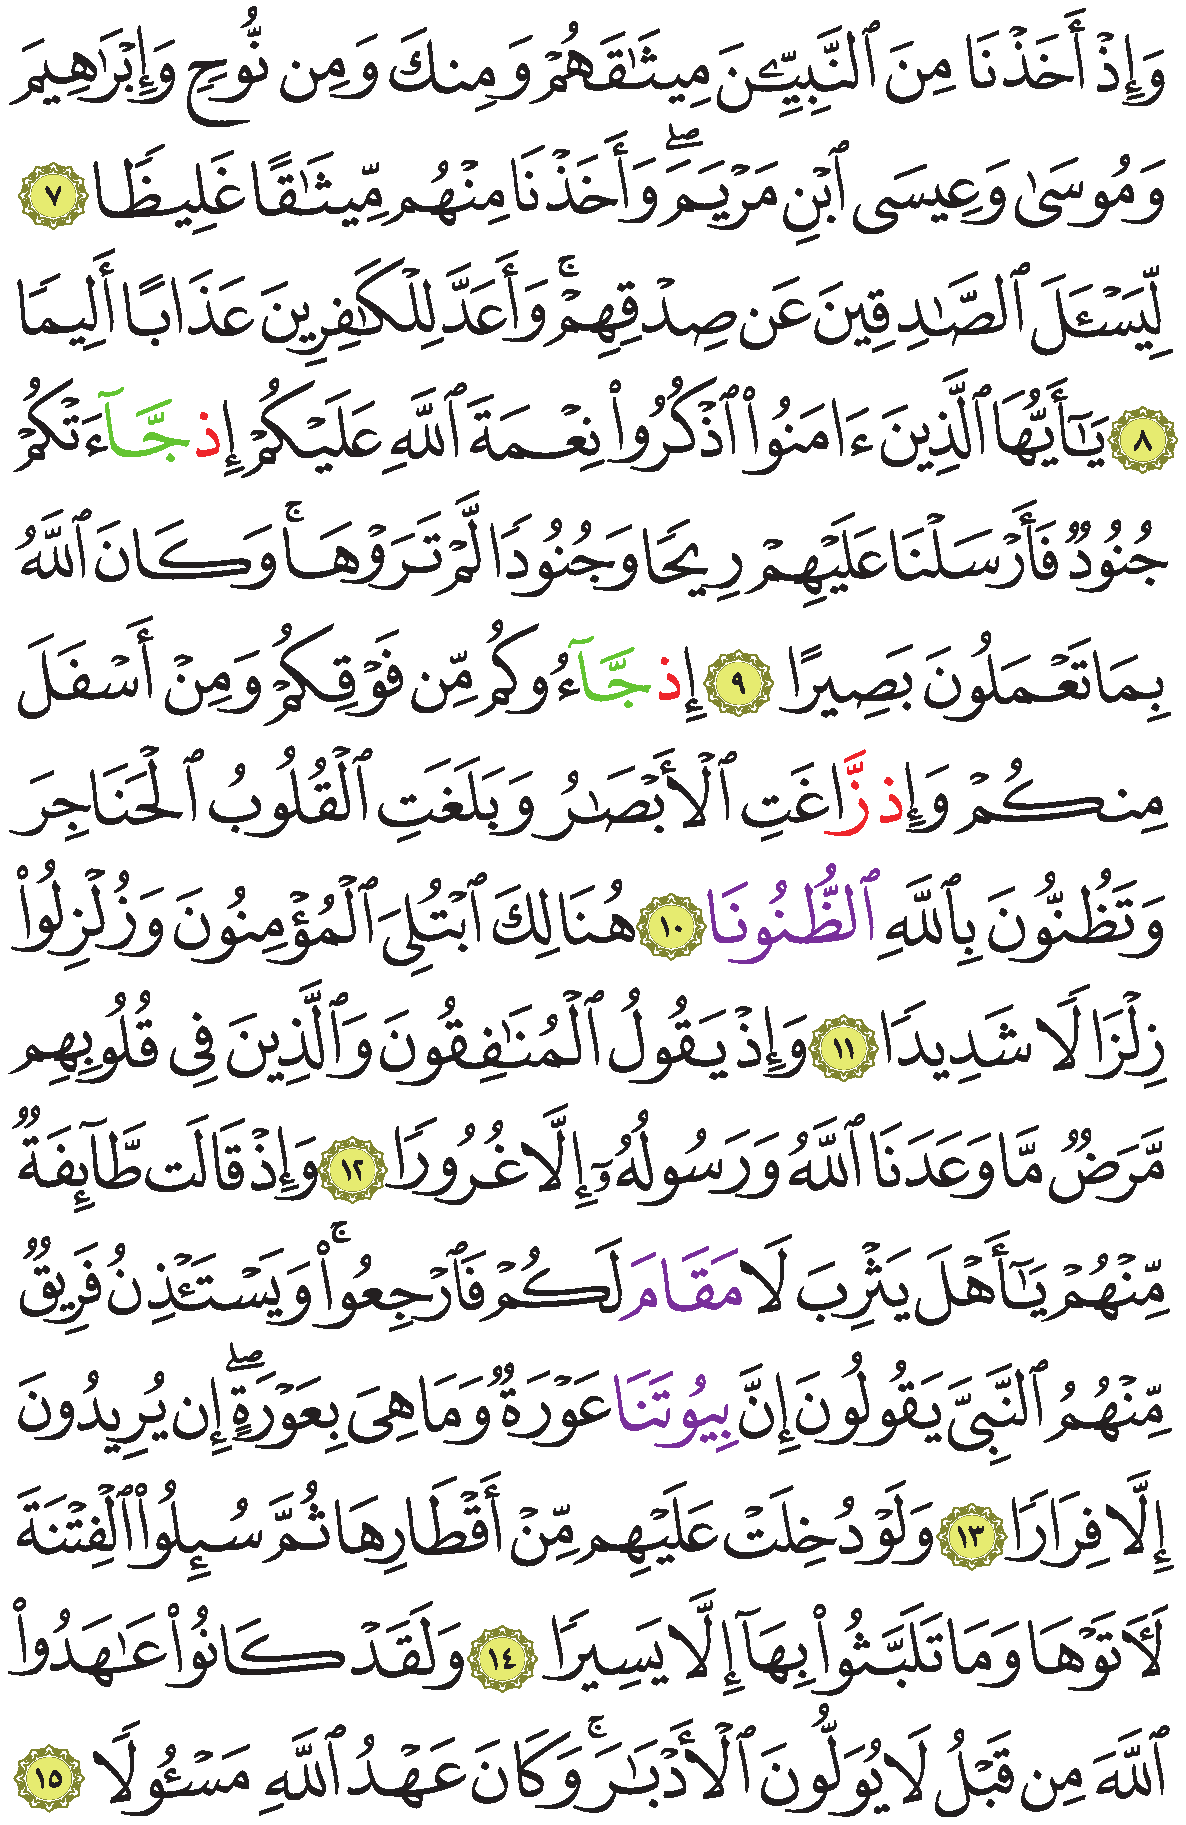 وَإِذْ أَخَذْنَا مِنَ ٱلنَّبِيِّـۧنَ مِيثَٰقَهُمْ وَمِنكَ وَمِن نُّوحٍ وَإِبْرَٰهِيمَ
وَمُوسَىٰ وَعِيسَى ٱبْنِ مَرْيَمَ ۖ وَأَخَذْنَا مِنْهُم مِّيثَٰقًا غَلِيظًا ٧
لِّيَسْـَٔلَ ٱلصَّٰدِقِينَ عَن صِدْقِهِمْ ۚ وَأَعَدَّ لِلْكَٰفِرِينَ عَذَابًا أَلِيمًا
٨ يَٰٓأَيُّهَا ٱلَّذِينَ ءَامَنُوا۟ ٱذْكُرُوا۟ نِعْمَةَ ٱللَّهِ عَلَيْكُمْ إِذ جَّآءَتْكُمْ
جُنُودٌ فَأَرْسَلْنَا عَلَيْهِمْ رِيحًا وَجُنُودًا لَّمْ تَرَوْهَا ۚ وَكَانَ ٱللَّهُ
بِمَا تَعْمَلُونَ بَصِيرًا ٩ إِذ جَّآءُوكُم مِّن فَوْقِكُمْ وَمِنْ أَسْفَلَ
مِنكُمْ وَإِذ زَّاغَتِ ٱلْأَبْصَٰرُ وَبَلَغَتِ ٱلْقُلُوبُ ٱلْحَنَاجِرَ
وَتَظُنُّونَ بِٱللَّهِ ٱلظُّنُونَا ١٠ هُنَالِكَ ٱبْتُلِىَ ٱلْمُؤْمِنُونَ وَزُلْزِلُوا۟
زِلْزَالًا شَدِيدًا ١١ وَإِذْ يَقُولُ ٱلْمُنَٰفِقُونَ وَٱلَّذِينَ فِى قُلُوبِهِم
مَّرَضٌ مَّا وَعَدَنَا ٱللَّهُ وَرَسُولُهُۥٓ إِلَّا غُرُورًا ١٢ وَإِذْ قَالَت طَّآئِفَةٌ
مِّنْهُمْ يَٰٓأَهْلَ يَثْرِبَ لَا مَقَامَ لَكُمْ فَٱرْجِعُوا۟ ۚ وَيَسْتَـْٔذِنُ فَرِيقٌ
مِّنْهُمُ ٱلنَّبِىَّ يَقُولُونَ إِنَّ بِيُوتَنَا عَوْرَةٌ وَمَا هِىَ بِعَوْرَةٍ ۖ إِن يُرِيدُونَ
إِلَّا فِرَارًا ١٣ وَلَوْ دُخِلَتْ عَلَيْهِم مِّنْ أَقْطَارِهَا ثُمَّ سُئِلُوا۟ ٱلْفِتْنَةَ
لَـَٔاتَوْهَا وَمَا تَلَبَّثُوا۟ بِهَآ إِلَّا يَسِيرًا ١٤ وَلَقَدْ كَانُوا۟ عَٰهَدُوا۟
ٱللَّهَ مِن قَبْلُ لَا يُوَلُّونَ ٱلْأَدْبَٰرَ ۚ وَكَانَ عَهْدُ ٱللَّهِ مَسْـُٔولًا ١٥